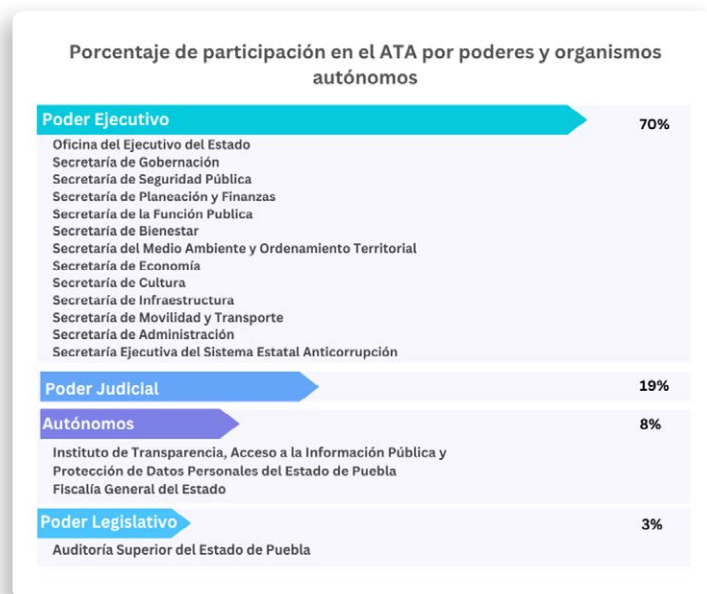 Porcentaje de participación en el ATA por poderes y organismos
autónomos
Poder Ejecutivo 70%
Oficina del Ejecutivo del Estado
Secretaría de Gobernación
Secretaría de Seguridad Pública
Secretaría de Planeación y Finanzas
Secretaría de la Función Publica
Secretaría de Bienestar
Secretaría del Medio Ambiente y Ordenamiento Territorial
Secretaría de Economía
Secretaría de Cultura
Secretaría de Infraestructura
Secretaría de Movilidad y Transporte
Secretaría de Administración
Secretaría Ejecutiva del Sistema Estatal Anticorrupción
Poder Judicial 19%
Autónomos 8%
Instituto de Transparencia, Acceso a la Información Pública y
Protección de Datos Personales del Estado de Puebla
Fiscalía General del Estado
Poder Legislativo 3%
Auditoría Superior del Estado de Puebla